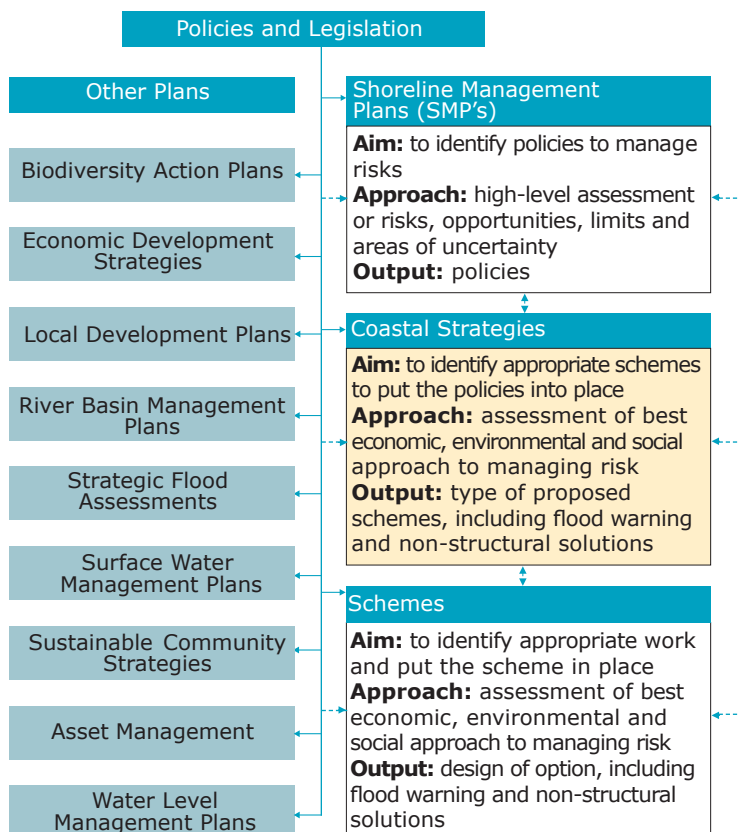 Policies and Legislation
Other Plans
Biodiversity Action Plans
Economic Development
Strategies
Local Development Plans
River Basin Management
Plans
Strategic Flood
Assessments
Surface Water
Management Plans
Sustainable Community
Strategies
Asset Management
Water Level
Management Plans
Shoreline Management
Plans (SMP's)
Aim: to identify policies to manage
risks
Approach: high-level assessment
or risks, opportunities, limits and
areas of uncertainty
Output: policies
Coastal Strategies
Aim: to identify appropriate schemes
to put the policies into place
Approach: assessment of best
economic, environmental and social
approach to managing risk
Output: type of proposed
schemes, including flood warning
and non-structural solutions
Schemes
Aim: to identify appropriate work
and put the scheme in place
Approach: assessment of best
economic, environmental and
social approach to managing risk
Output: design of option, including
flood warning and non-structural
solutions